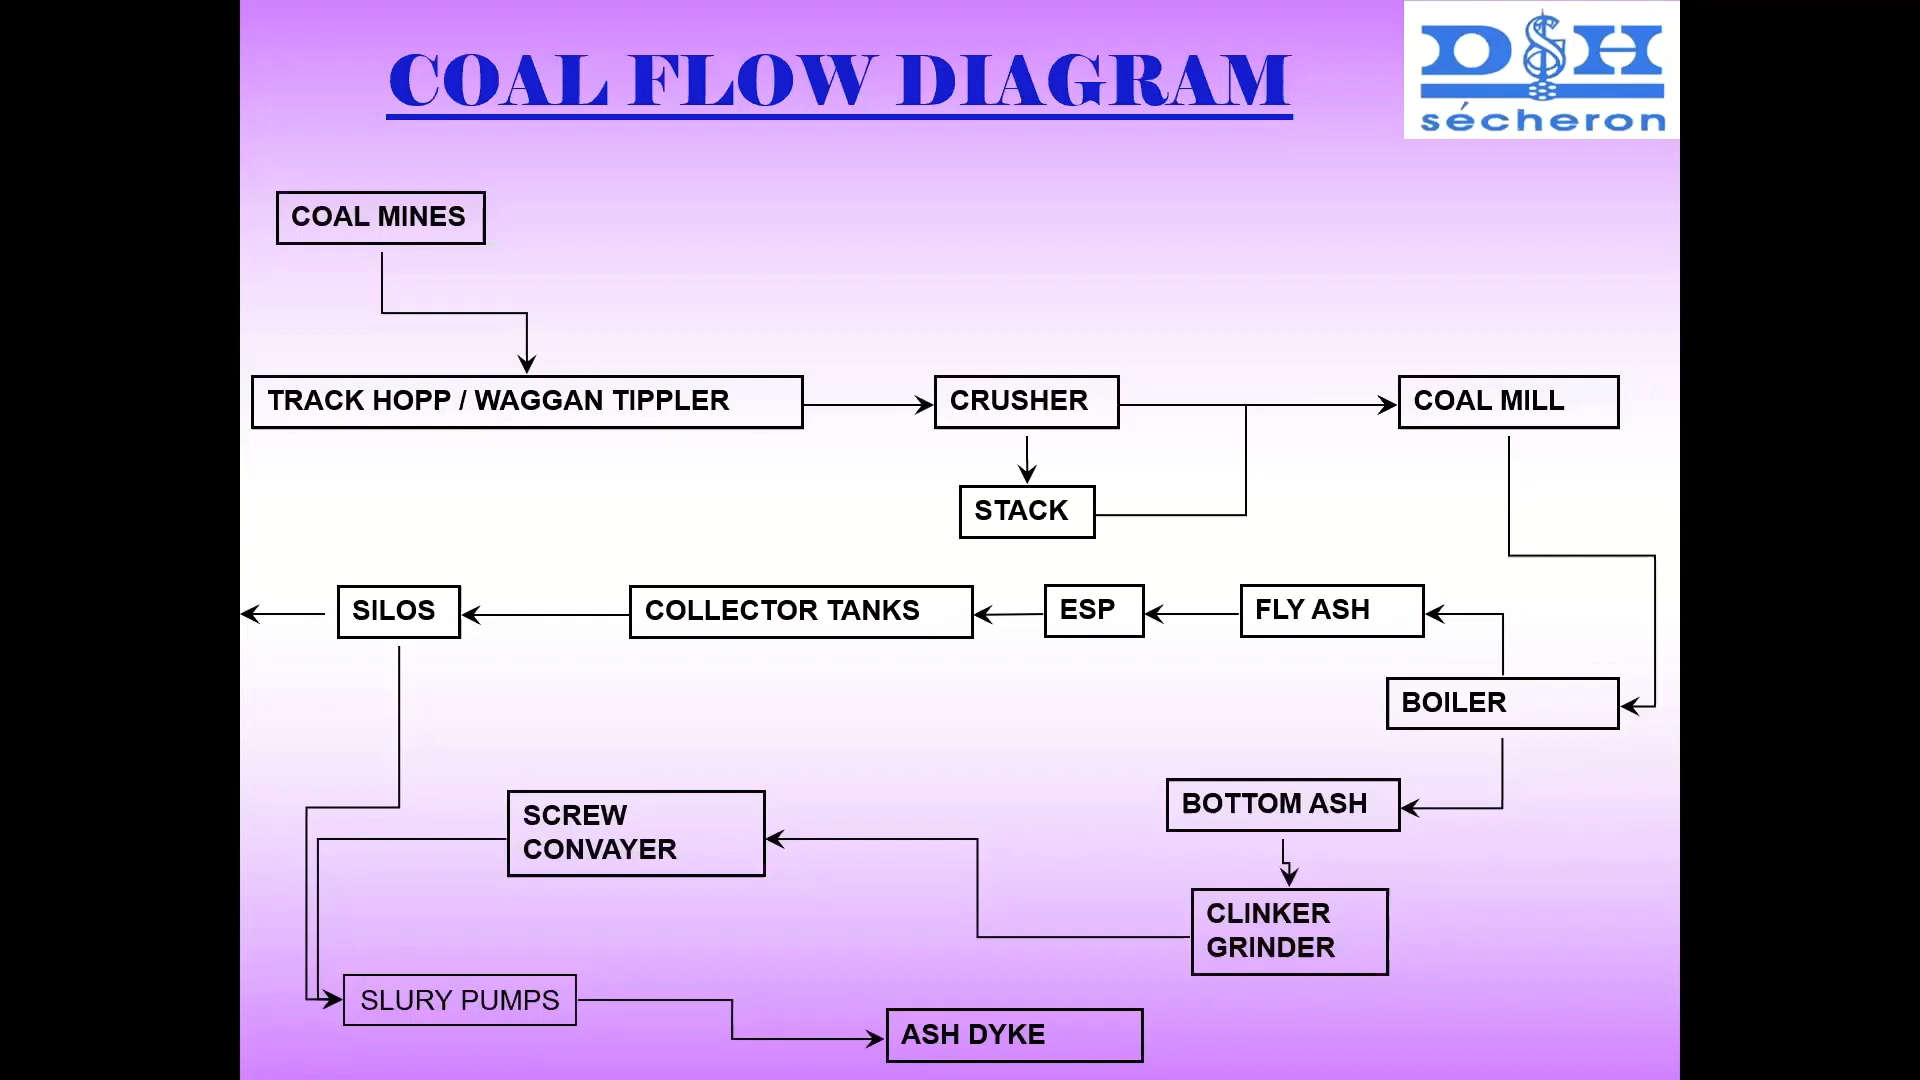 COAL FLOW DIAGRAM
D&H
sécheron
COAL MINES
TRACK HOPP / WAGGAN TIPPLER
CRUSHER
COAL MILL
STACK
SILOS
COLLECTOR TANKS
ESP
FLY ASH
BOILER
BOTTOM ASH
SCREW
CONVAYER
CLINKER
GRINDER
SLURY PUMPS
ASH DYKE